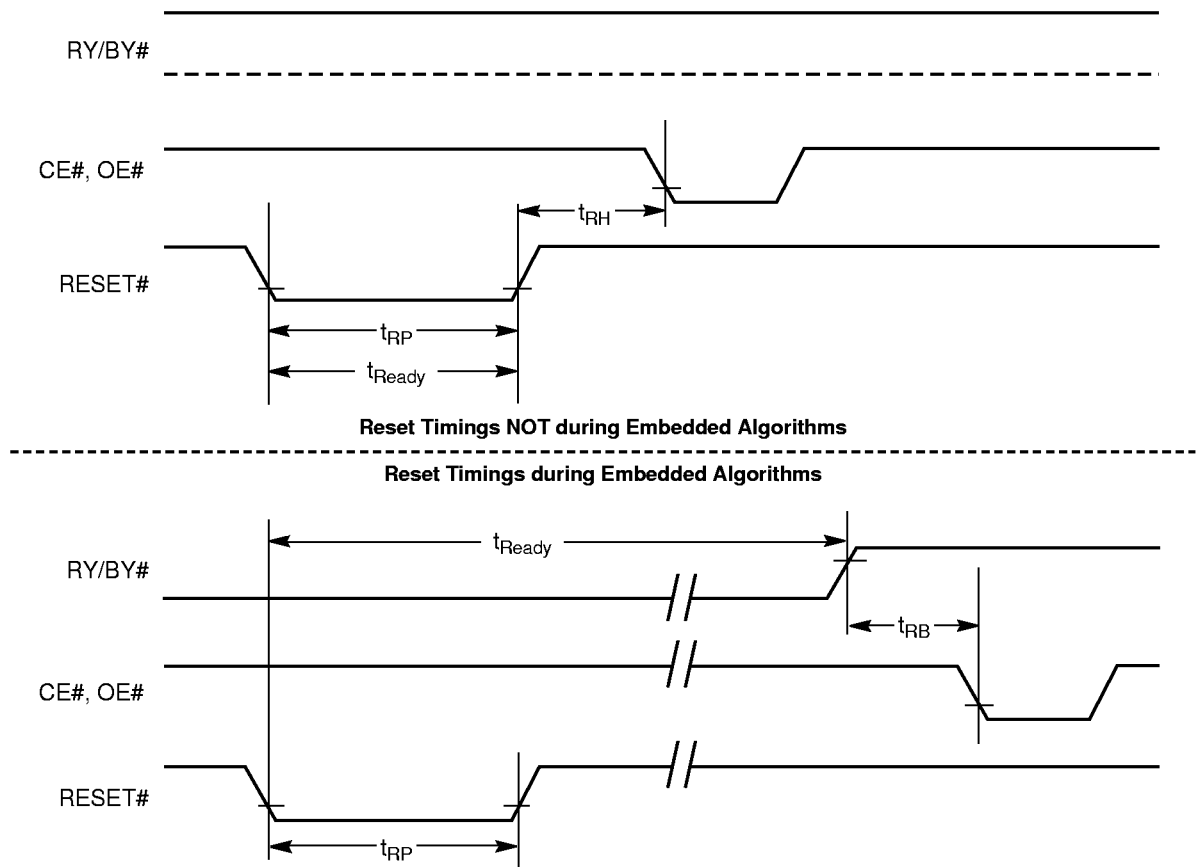 RY/BY#
CE#, OE#
tRH
RESET#
tRP
tReady
Reset Timings NOT during Embedded Algorithms
Reset Timings during Embedded Algorithms
tReady
RY/BY#
tRB
CE#, OE#
RESET#
tRP